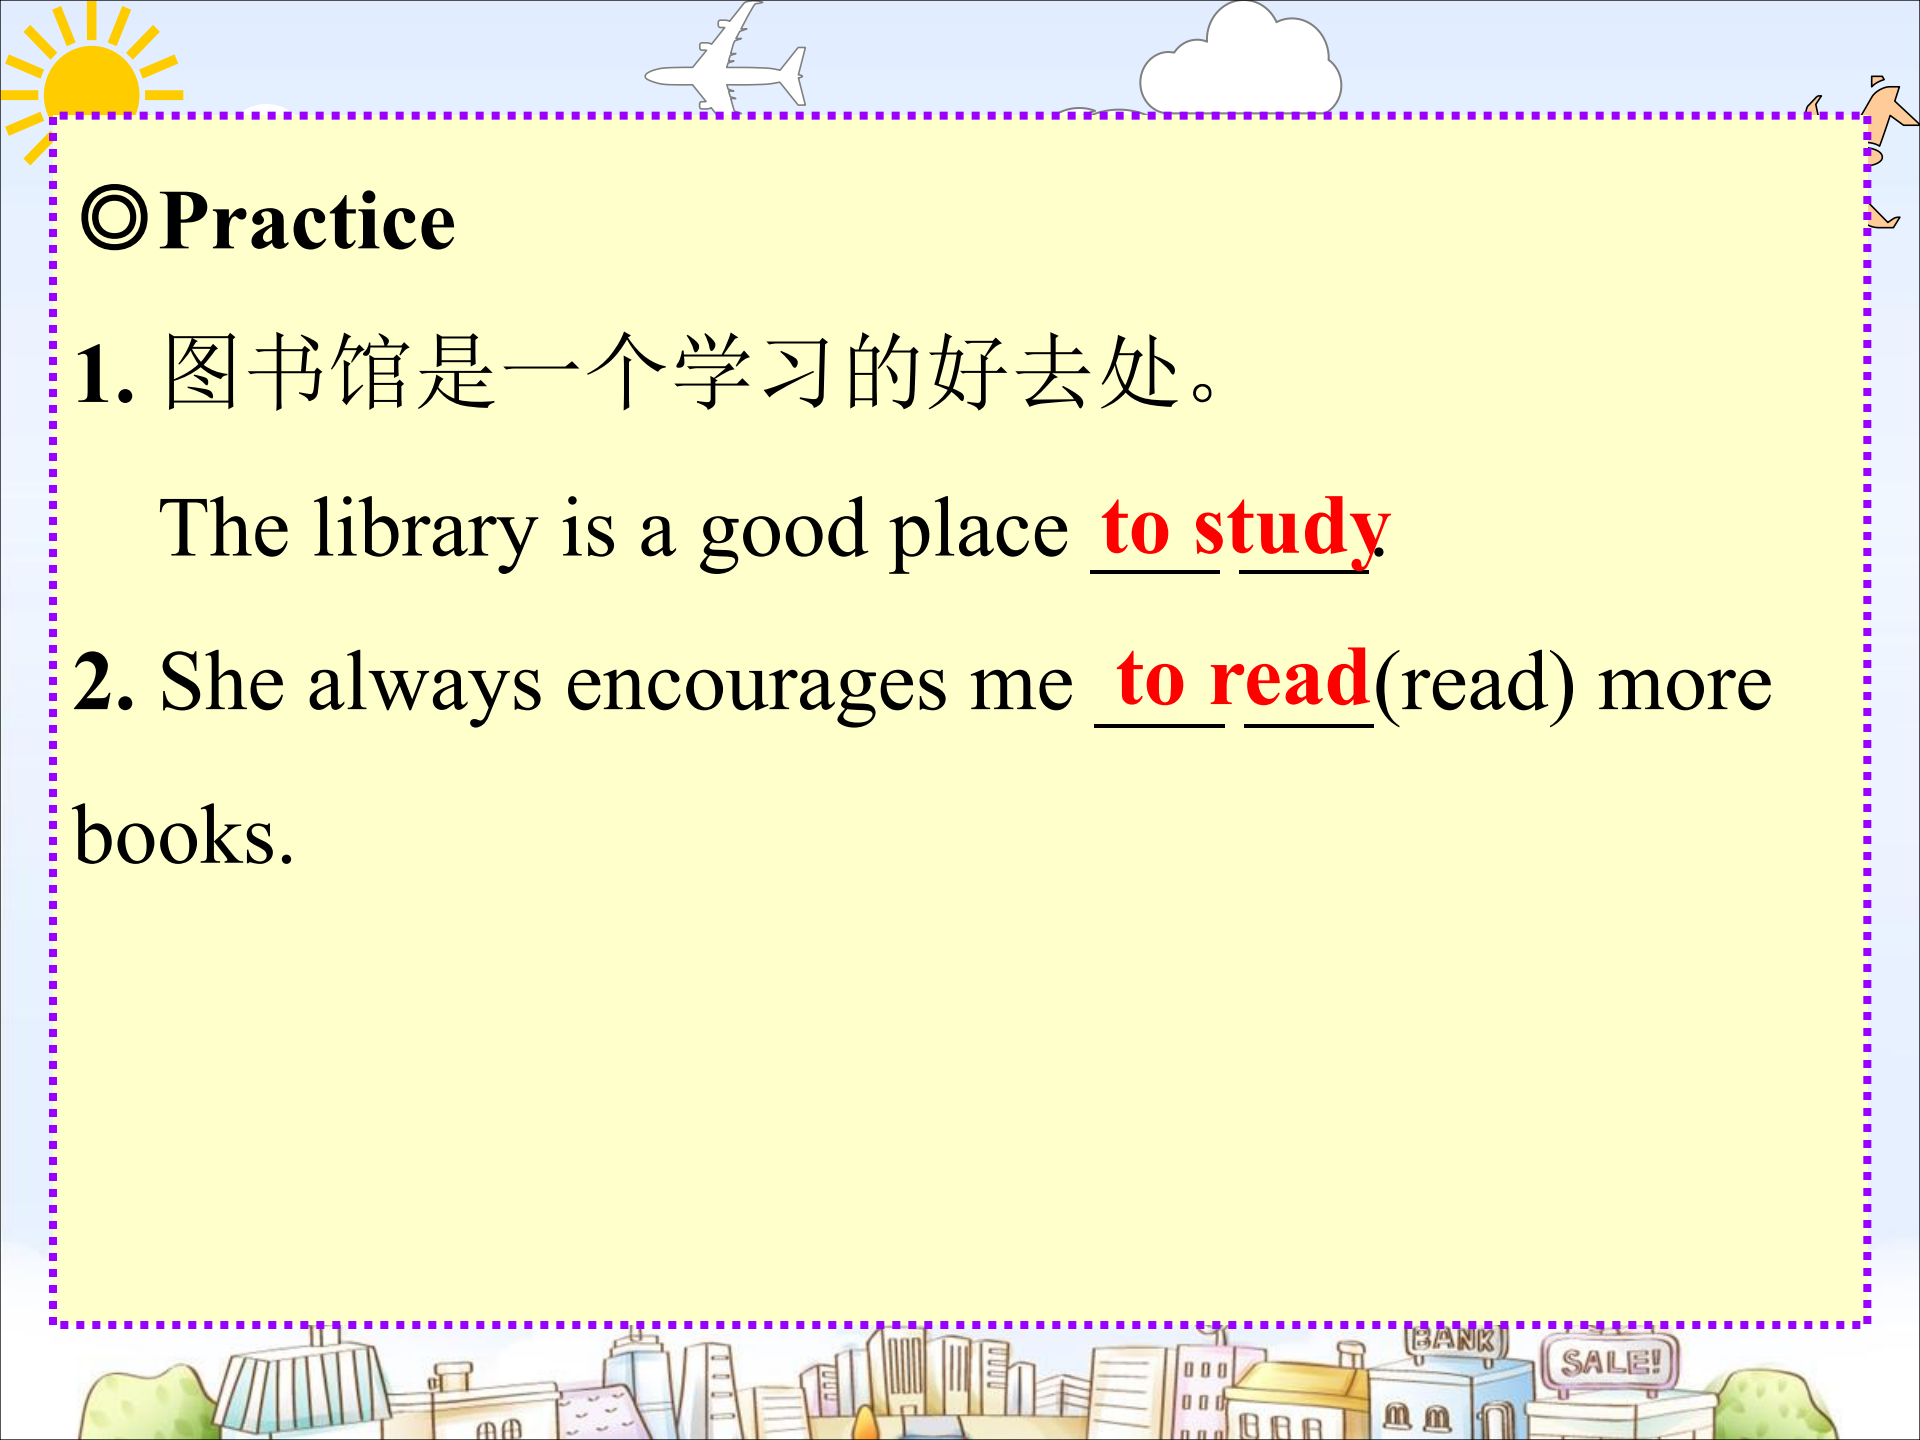 ◎Practice
1. 图书馆是一个学习的好去处。
The library is a good place to study.
2. She always encourages me to read(read) more
books.
BANK
SALE!